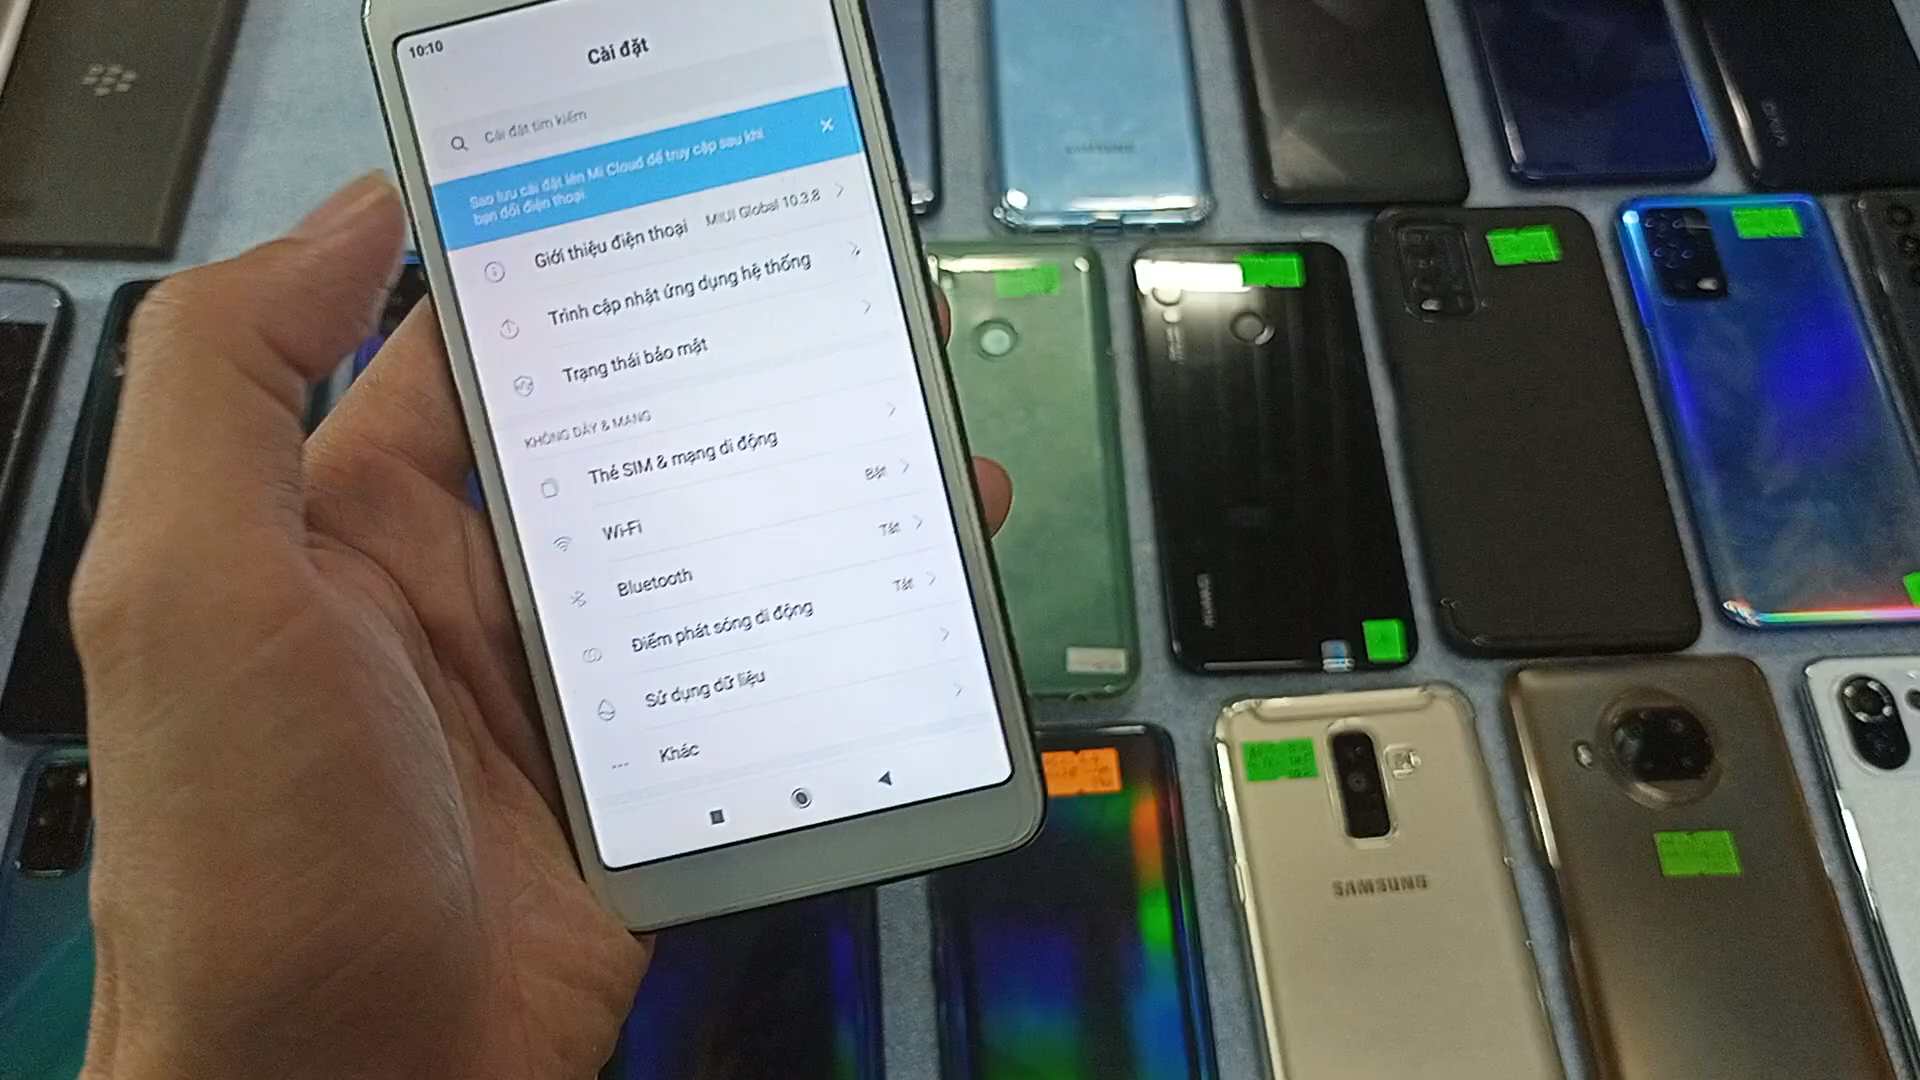 10:10
Cài đặt
Cài đặt tìm kiếm
Sao lưu cài đặt lên Mi Cloud để truy cập sau khi
bạn đổi điện thoại.
Giới thiệu điện thoại MIUI Global 10.3.8
Trình cập nhật ứng dụng hệ thống
Trạng thái bảo mật
KHÔNG DÂY & MẠNG
Thẻ SIM & mạng di động
Wi-Fi Bật
Bluetooth Tắt
Điểm phát sóng di động Tắt
Sử dụng dữ liệu
Khác
SAMSUNG
HUAWEI
SAMSUNG